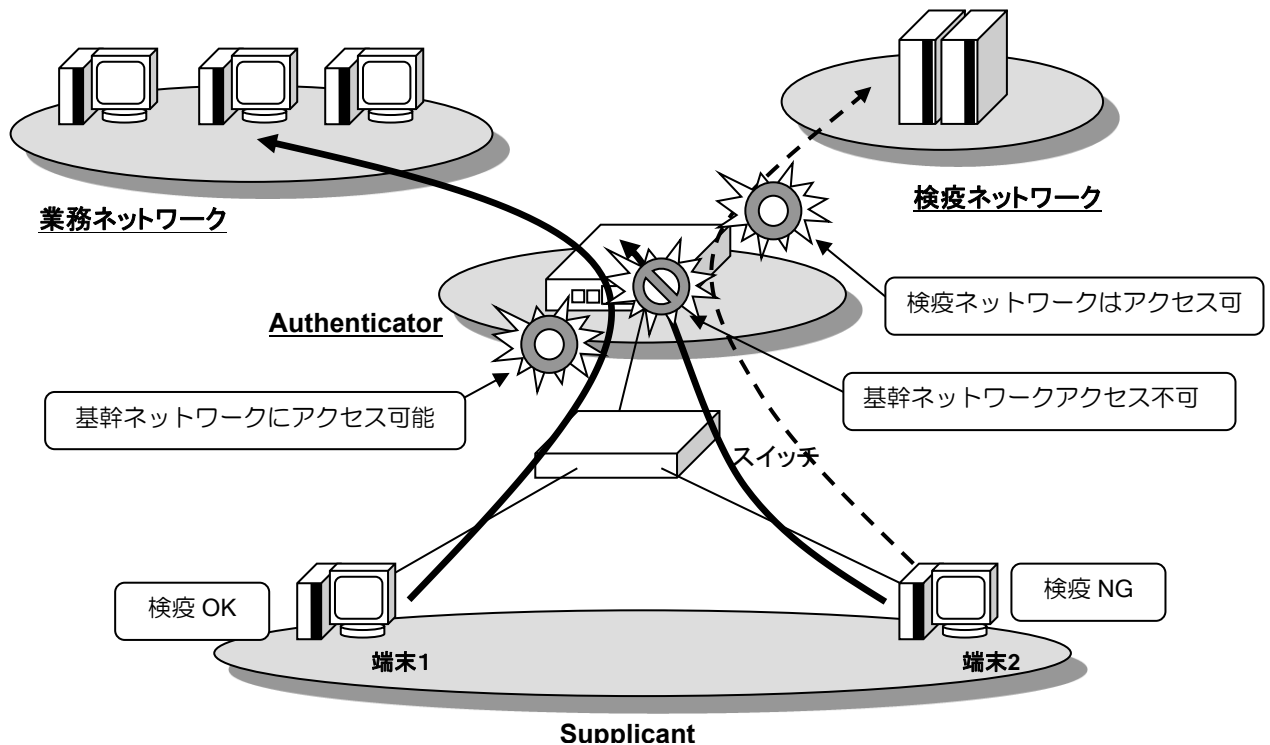 業務ネットワーク
検疫ネットワーク
検疫ネットワークはアクセス可
Authenticator
基幹ネットワークアクセス不可
基幹ネットワークにアクセス可能
スイッチ
検疫 OK
検疫 NG
端末1
端末2
Supplicant